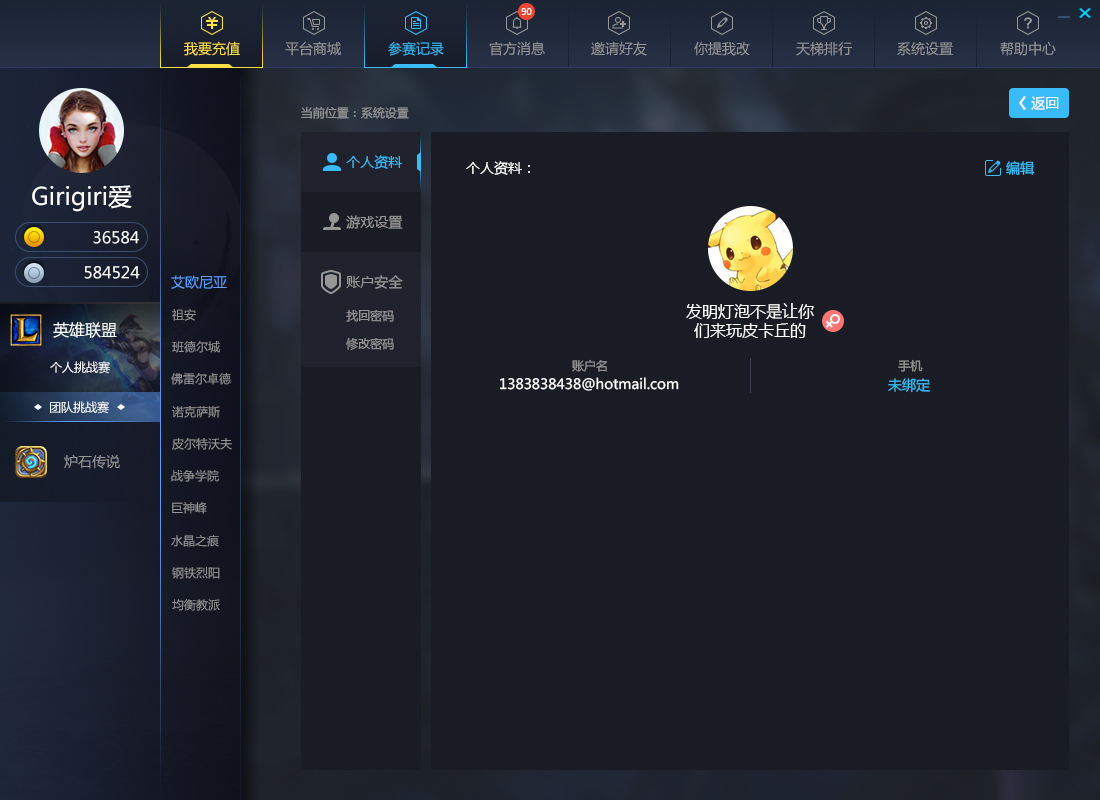 我要充值
平台商城
参赛记录
官方消息
90
邀请好友
你提我改
天梯排行
系统设置
帮助中心
当前位置：系统设置
返回
Girigiri爱
36584
584524
英雄联盟
个人挑战赛
团队挑战赛
炉石传说
艾欧尼亚
祖安
班德尔城
佛雷尔卓德
诺克萨斯
皮尔特沃夫
战争学院
巨神峰
水晶之痕
钢铁烈阳
均衡教派
个人资料
游戏设置
账户安全
找回密码
修改密码
个人资料：
编辑
发明灯泡不是让你
们来玩皮卡丘的
账户名
1383838438@hotmail.com
手机
未绑定